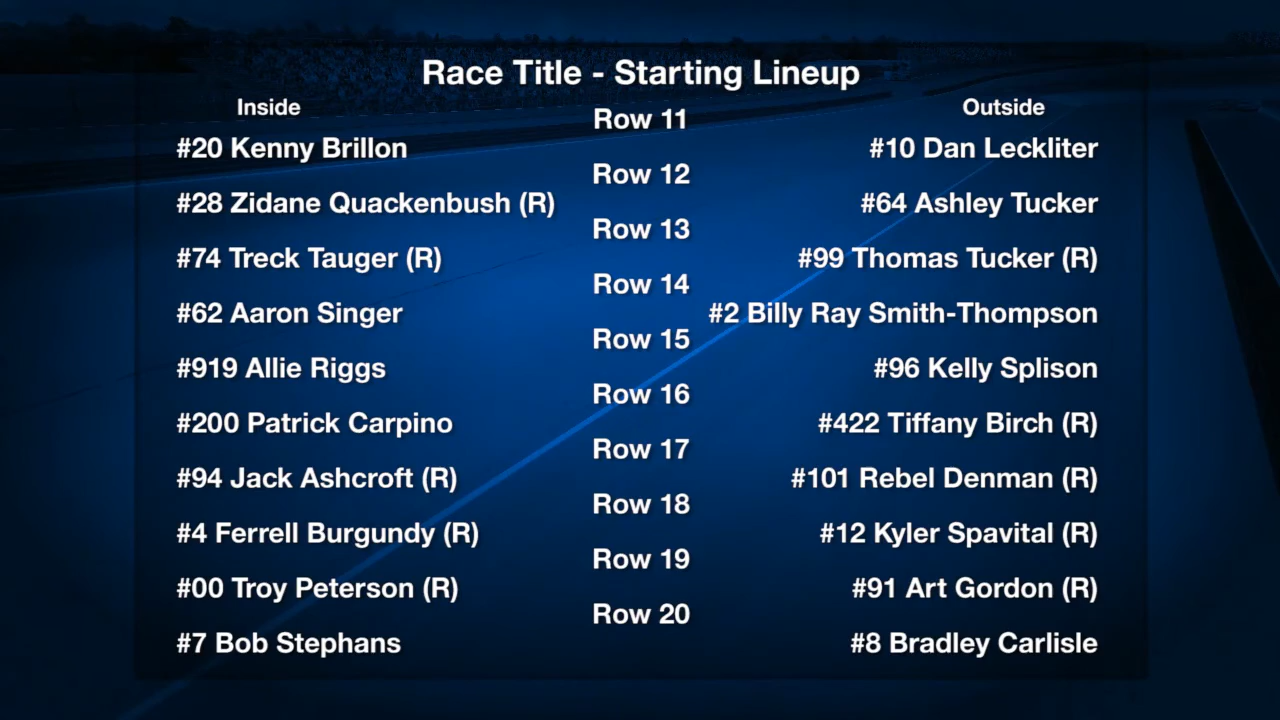 Race Title - Starting Lineup
Inside
Outside
Row 11
#20 Kenny Brillon
#10 Dan Leckliter
Row 12
#28 Zidane Quackenbush (R)
#64 Ashley Tucker
Row 13
#74 Treck Tauger (R)
#99 Thomas Tucker (R)
Row 14
#62 Aaron Singer
#2 Billy Ray Smith-Thompson
Row 15
#919 Allie Riggs
#96 Kelly Splison
Row 16
#200 Patrick Carpino
#422 Tiffany Birch (R)
Row 17
#94 Jack Ashcroft (R)
#101 Rebel Denman (R)
Row 18
#4 Ferrell Burgundy (R)
#12 Kyler Spavital (R)
Row 19
#00 Troy Peterson (R)
#91 Art Gordon (R)
Row 20
#7 Bob Stephans
#8 Bradley Carlisle